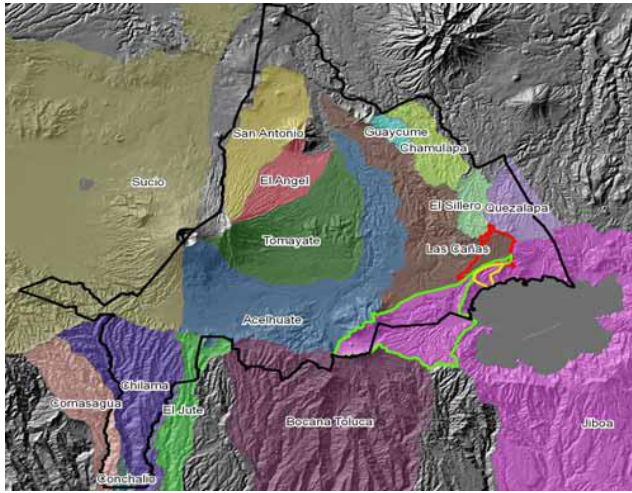 San Antonio
Guaycume
Chamulapa
Sucio
El Angel
El Sillero
Quezalapa
Tomayate
Las Cañas
Acelhuate
Chilama
Comasagua
El Jute
Bocana Toluca
Jiboa
Conchalio